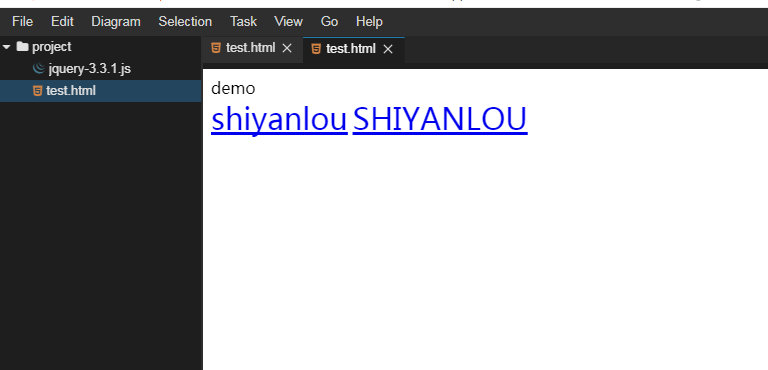 File Edit Diagram Selection Task View Go Help
project
jquery-3.3.1.js
test.html
test.html test.html
demo
shiyanlou SHIYANLOU